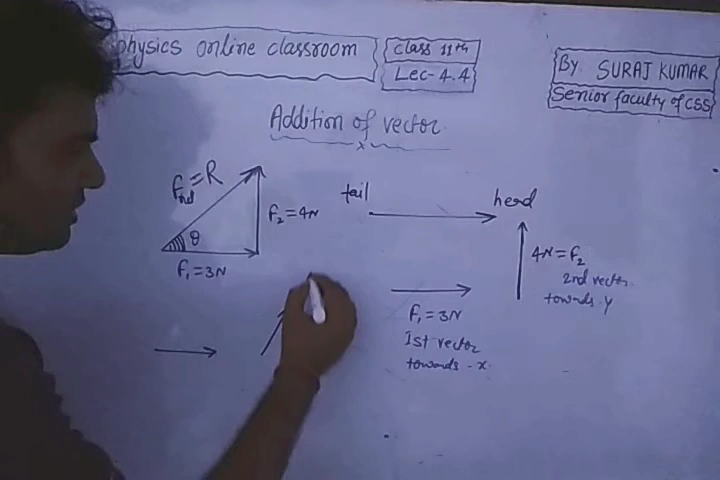 physics online classroom
class 11th
Lec-4.4
By SURAJ KUMAR
Senior faculty of CSS
Addition of vector
x
Fnet=R
F2=4N
θ
F1=3N
tail
head
4N=F2
2nd vector
towards y
F1=3N
1st vector
towards -x